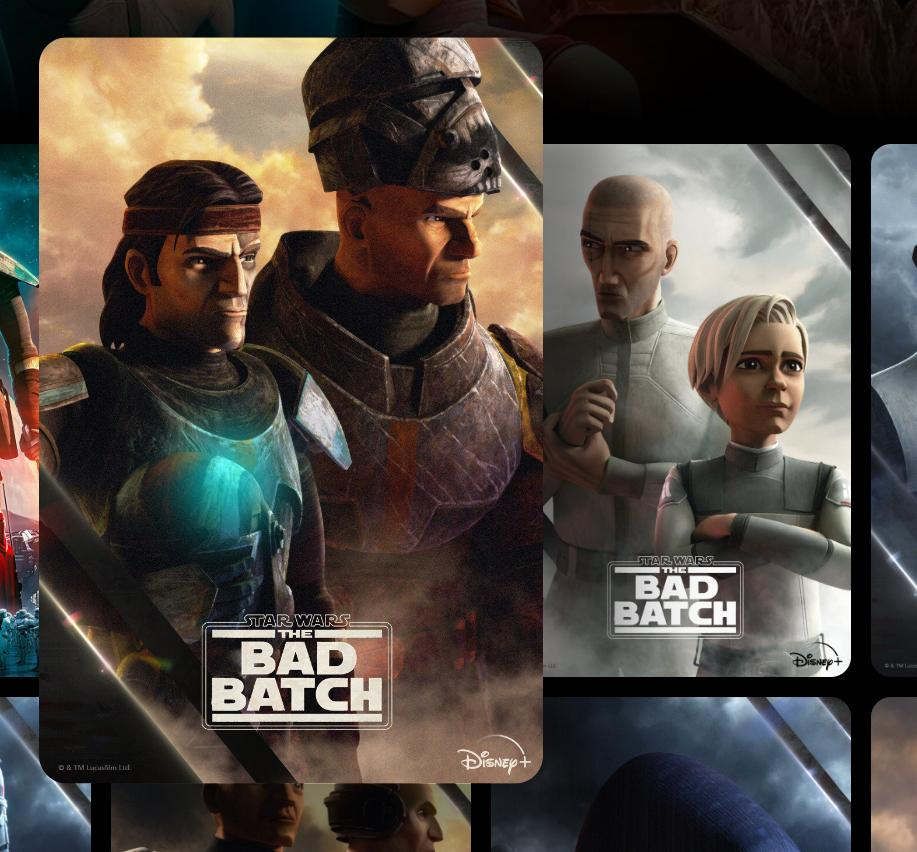 STAR WARS
THE
BAD
BATCH
© & TM Lucasfilm Ltd.
Disney+
STAR WARS
THE
BAD
BATCH
Disney+